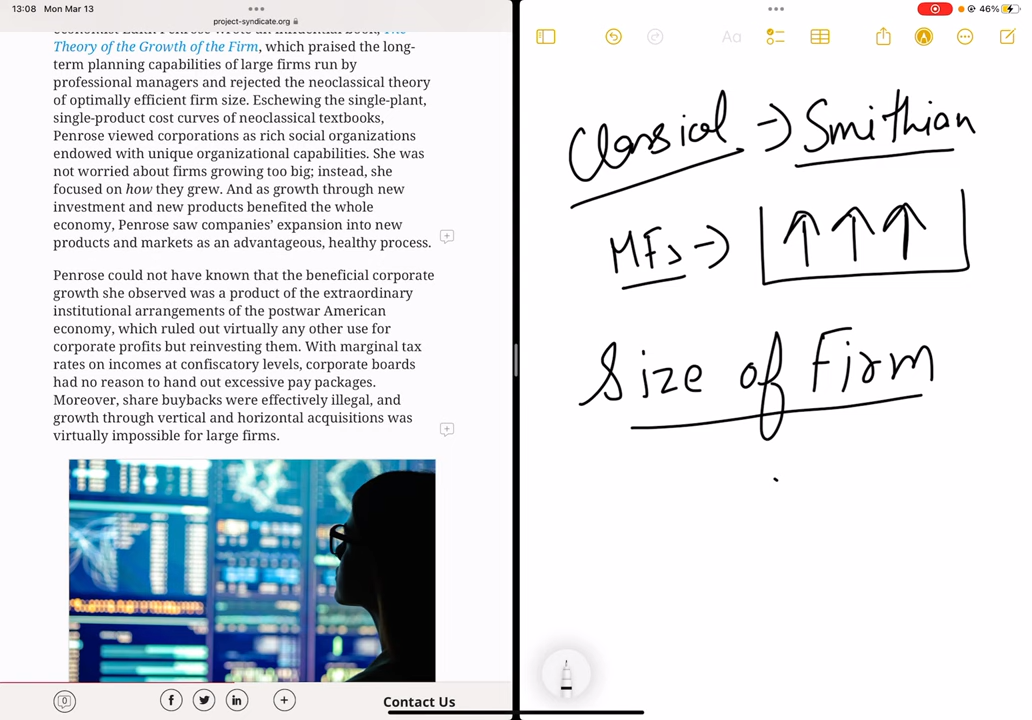 13:08 Mon Mar 13
46%
project-syndicate.org
Theory of the Growth of the Firm, which praised the long-
term planning capabilities of large firms run by
professional managers and rejected the neoclassical theory
of optimally efficient firm size. Eschewing the single-plant,
single-product cost curves of neoclassical textbooks,
Penrose viewed corporations as rich social organizations
endowed with unique organizational capabilities. She was
not worried about firms growing too big; instead, she
focused on how they grew. And as growth through new
investment and new products benefited the whole
economy, Penrose saw companies’ expansion into new
products and markets as an advantageous, healthy process.
Penrose could not have known that the beneficial corporate
growth she observed was a product of the extraordinary
institutional arrangements of the postwar American
economy, which ruled out virtually any other use for
corporate profits but reinvesting them. With marginal tax
rates on incomes at confiscatory levels, corporate boards
had no reason to hand out excessive pay packages.
Moreover, share buybacks were effectively illegal, and
growth through vertical and horizontal acquisitions was
virtually impossible for large firms.
0
Contact Us
Aa
Classical → Smithian
MFs → ↑ ↑ ↑
Size of Firm